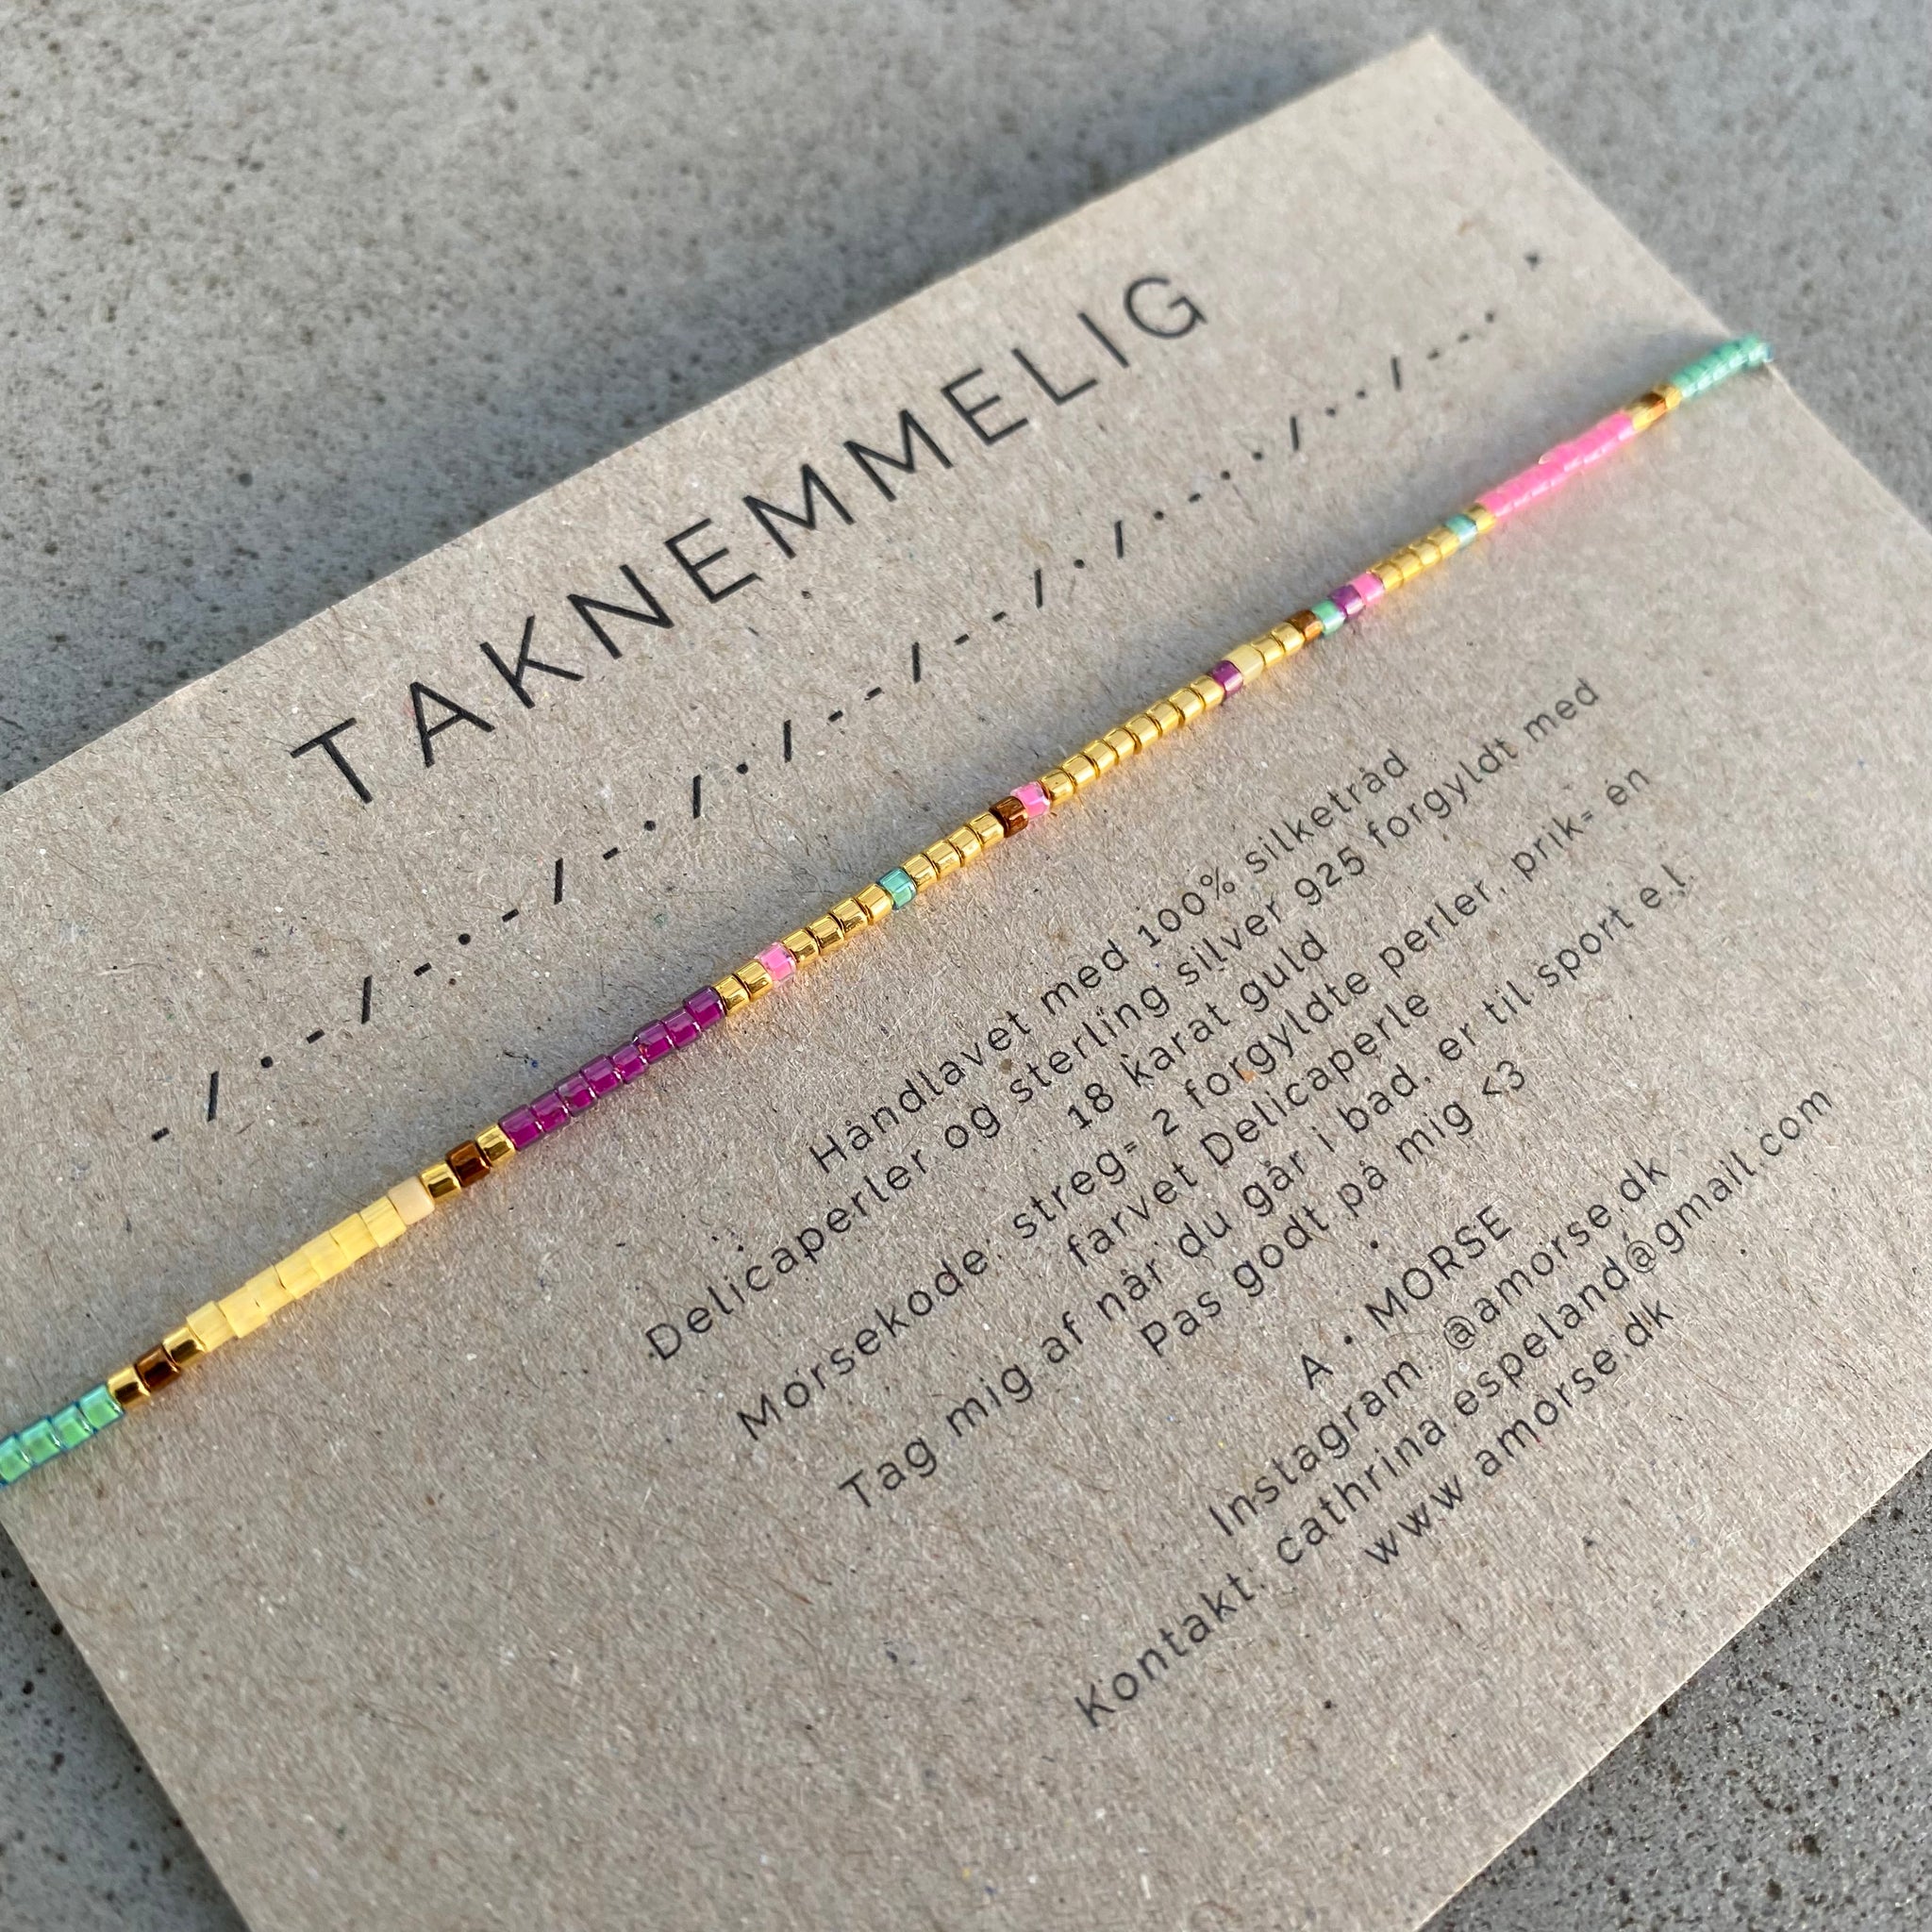 TAKNEMMELIG
-/.-/-.-/-././--/--/./.-../../--.
Håndlavet med 100% silketråd
Delicaperler og sterling silver 925 forgyldt med
18 karat guld
Morsekode: streg= 2 forgyldte perler, prik= én
farvet Delicaperle
Tag mig af når du går i bad, er til sport e.l.
Pas godt på mig <3
A • MORSE
Instagram: @amorse.dk
Kontakt: cathrina.espeland@gmail.com
www.amorse.dk